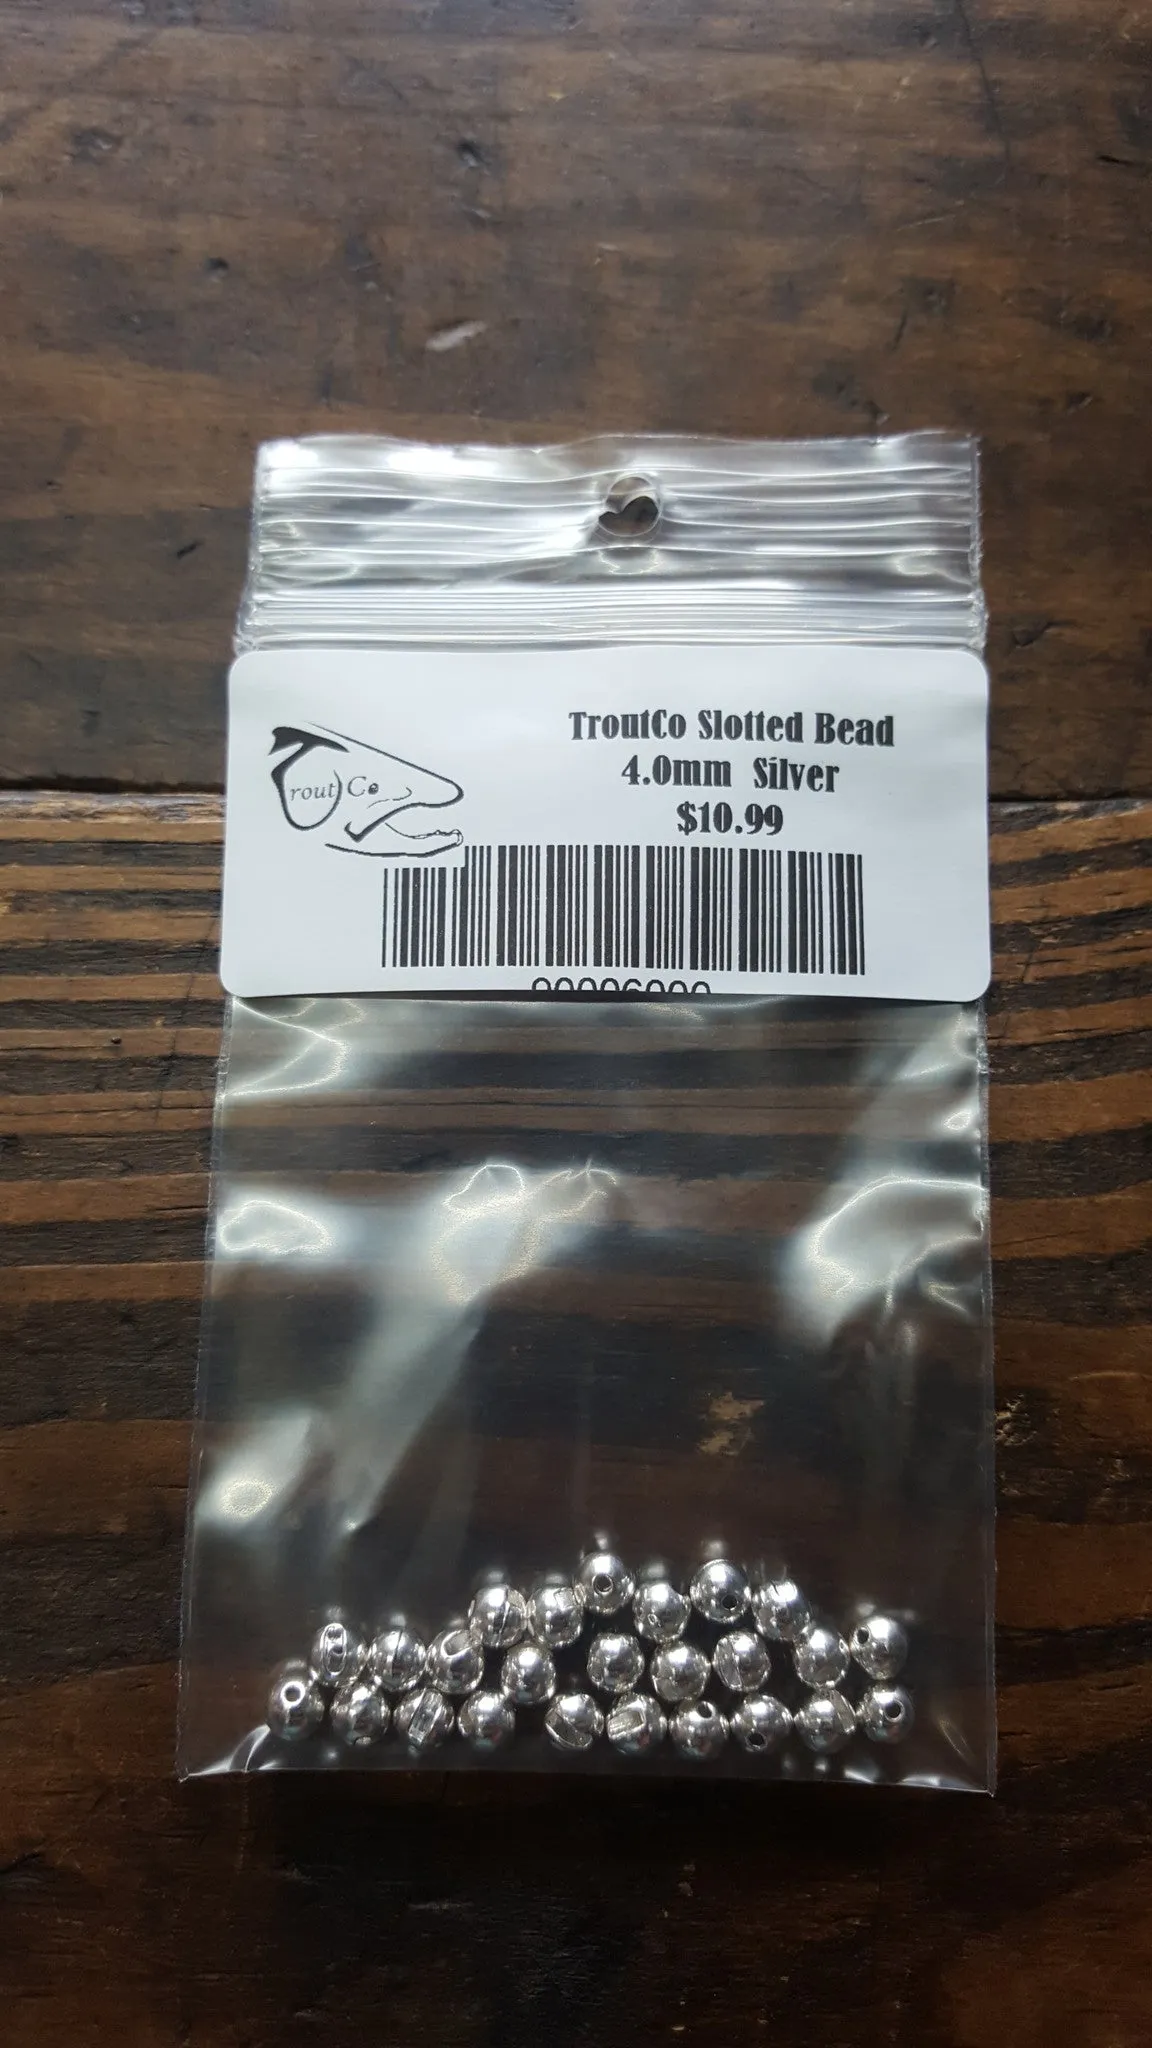 TroutCo Slotted Bead
4.0mm Silver
$10.99
Trout Co